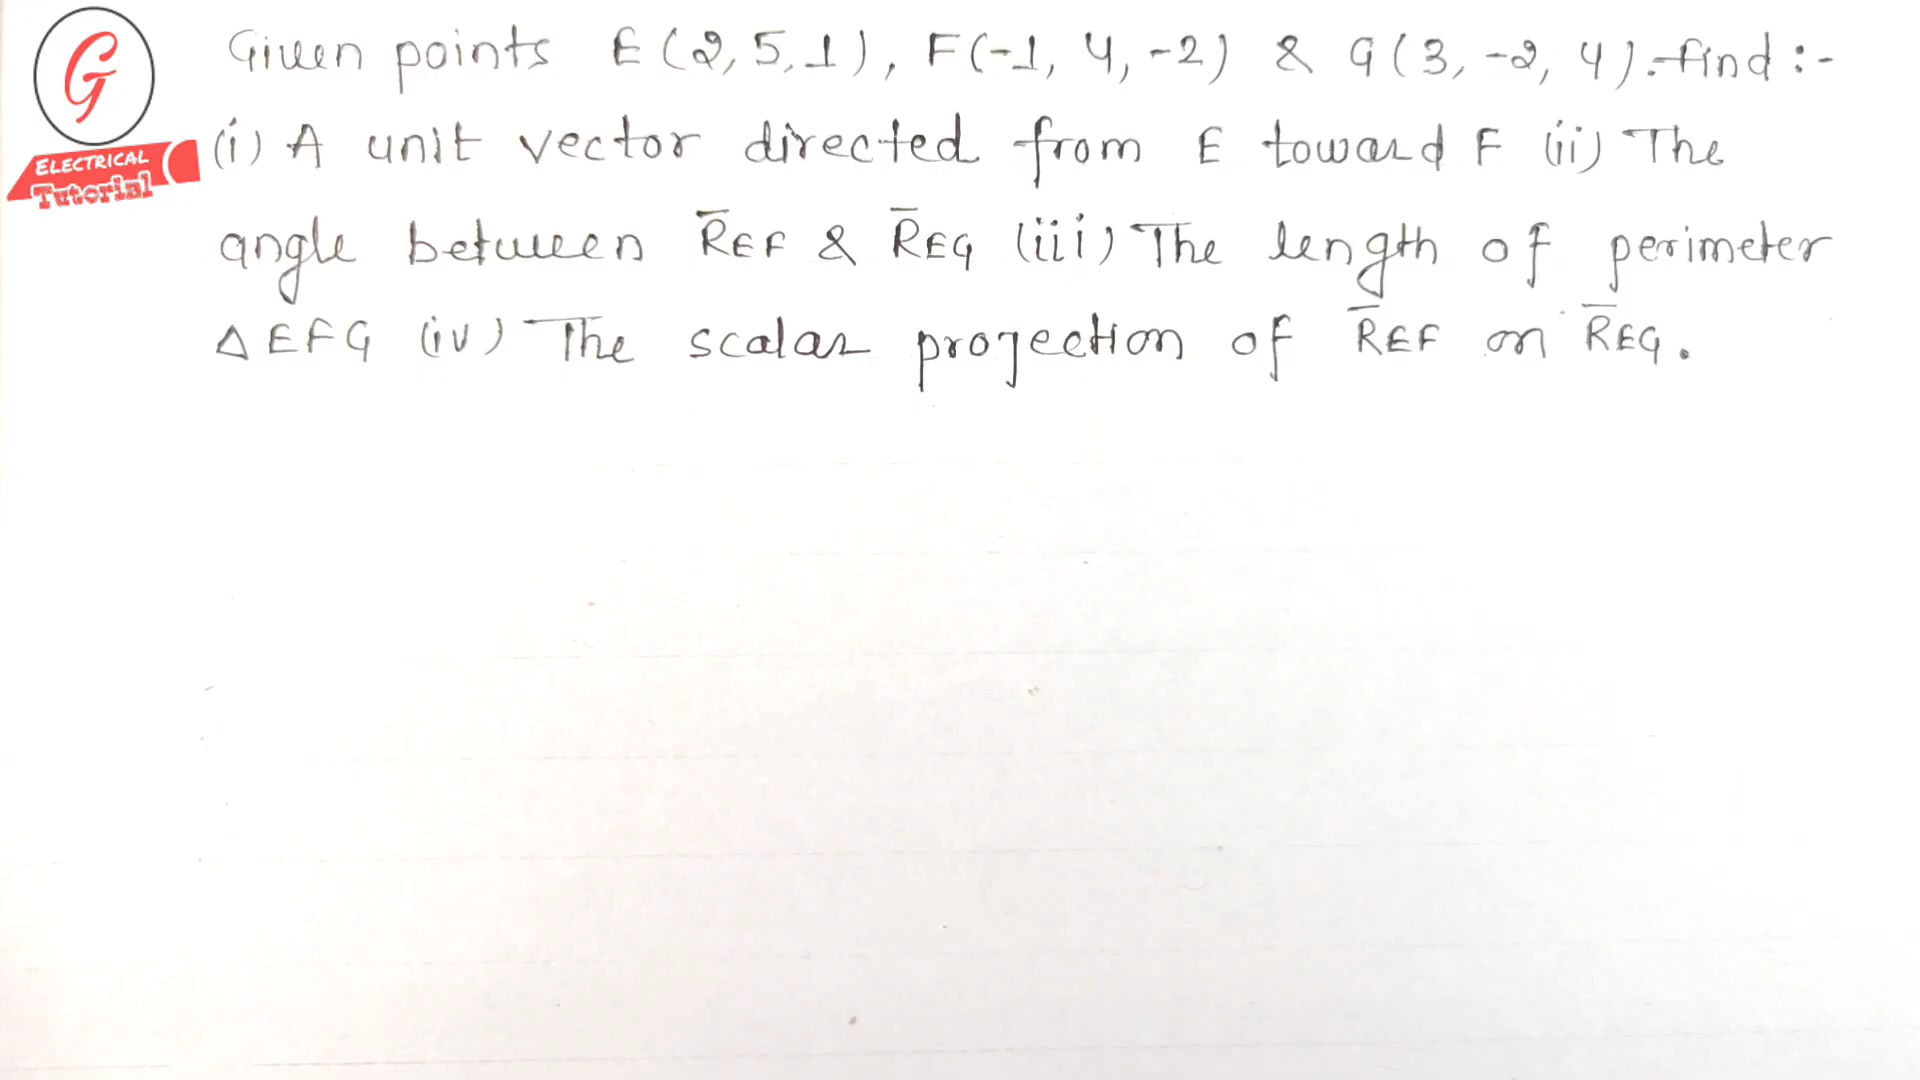 G
ELECTRICAL
Tutorial
Given points E(2,5,1), F(-1, 4, -2) & G(3, -2, 4). find :-
(i) A unit vector directed from E toward F (ii) The
angle between R̅EF & R̅EG (iii) The length of perimeter
△EFG (iv) The scalar projection of R̅EF on R̅EG.